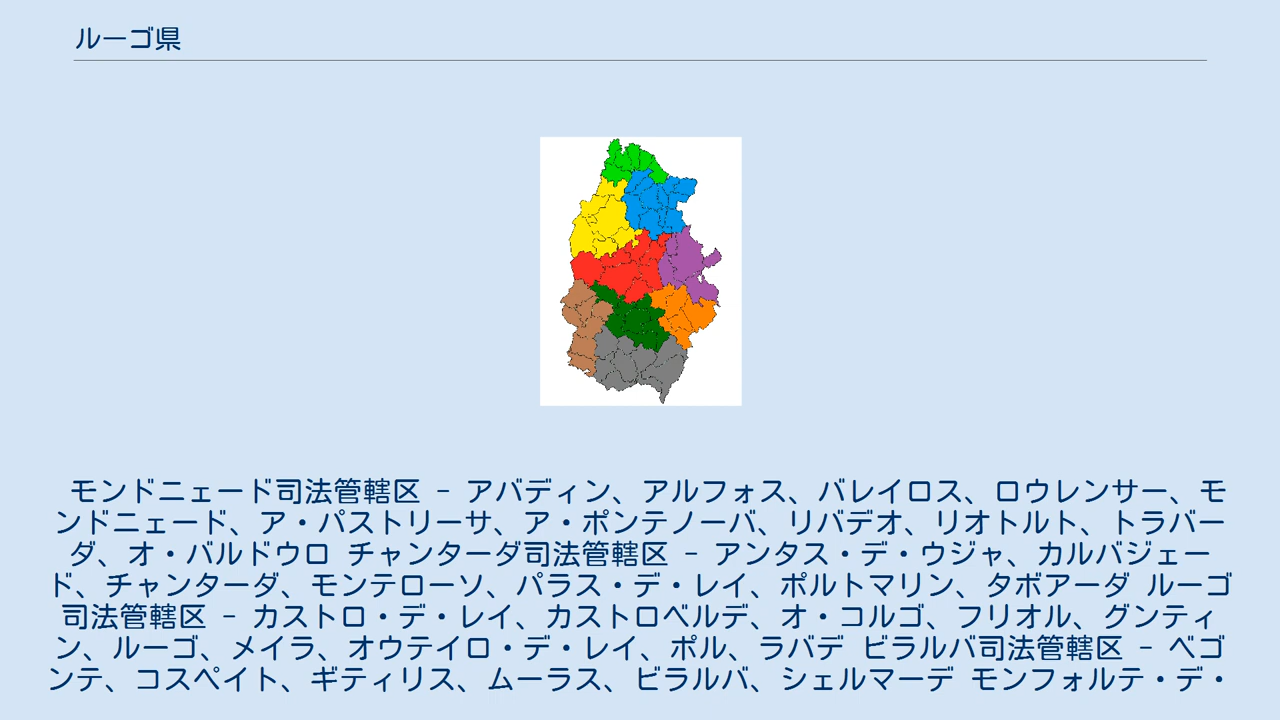 ルーゴ県
モンドニェード司法管轄区 - アバディン、アルフォス、バレイロス、ロウレンサー、モ
ンドニェード、ア・パストリーサ、ア・ポンテノーバ、リバデオ、リオトルト、トラバー
ダ、オ・バルドウロ チャンターダ司法管轄区 - アンタス・デ・ウジャ、カルバジェー
ド、チャンターダ、モンテローソ、パラス・デ・レイ、ポルトマリン、タボアーダ ルーゴ
司法管轄区 - カストロ・デ・レイ、カストロベルデ、オ・コルゴ、フリオル、グンティ
ン、ルーゴ、メイラ、オウテイロ・デ・レイ、ポル、ラバデ ビラルバ司法管轄区 - ベゴ
ンテ、コスペイト、ギティリス、ムーラス、ビラルバ、シェルマーデ モンフォルテ・デ・